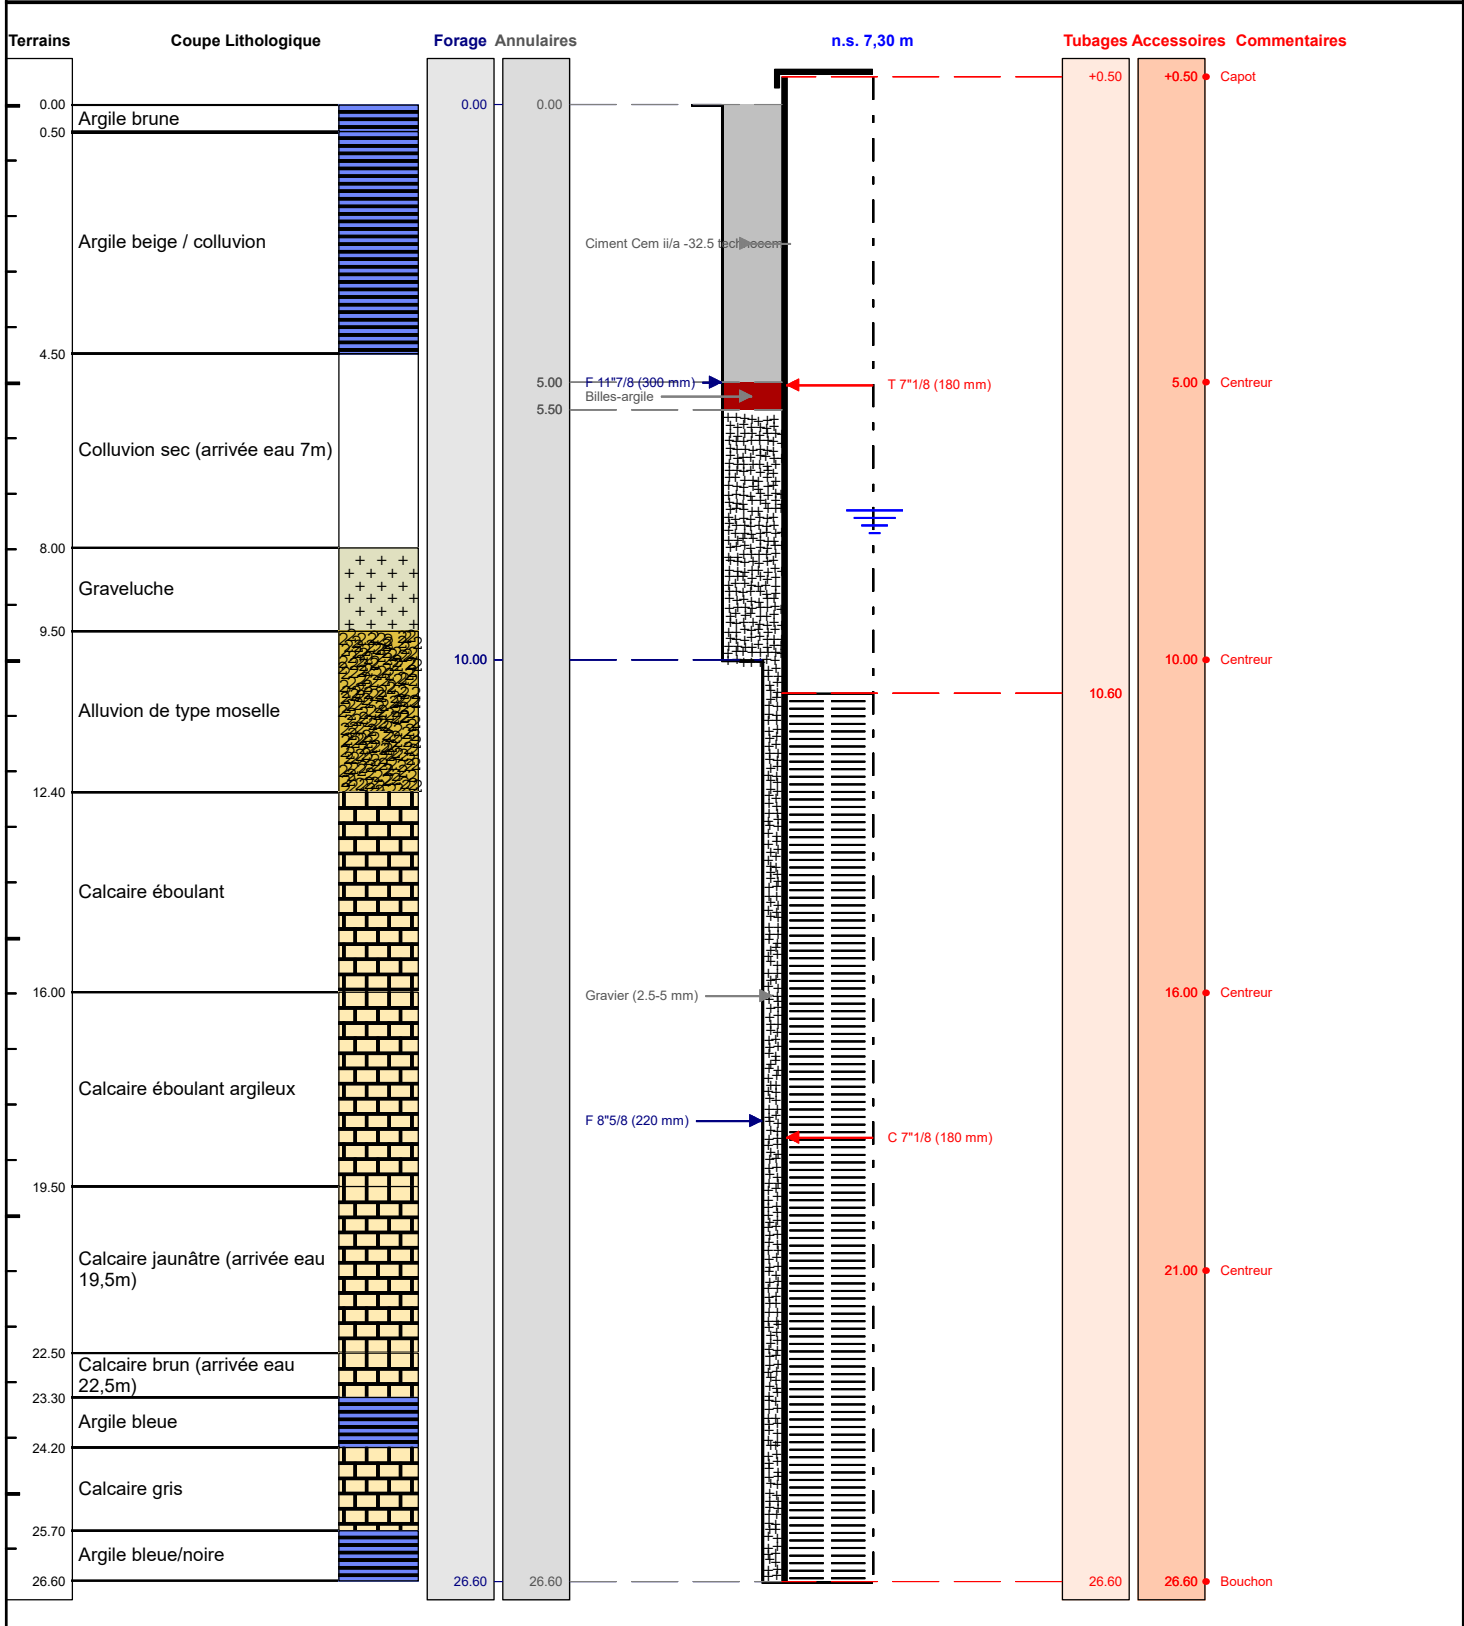 Terrains Coupe Lithologique Forage Annulaires n.s. 7,30 m Tubages Accessoires Commentaires
+0.50 +0.50 Capot
0.00 0.00 0.00
Argile brune
0.50
Argile beige / colluvion
Ciment Cem ii/a -32.5 technocem
4.50
5.00 F 11"7/8 (300 mm) T 7"1/8 (180 mm) 5.00 Centreur
Billes-argile
5.50
Colluvion sec (arrivée eau 7m)
8.00
Graveluche
9.50
10.00 10.00 Centreur
10.60
Alluvion de type moselle
12.40
Calcaire éboulant
16.00 Gravier (2.5-5 mm) 16.00 Centreur
Calcaire éboulant argileux
F 8"5/8 (220 mm) C 7"1/8 (180 mm)
19.50
Calcaire jaunâtre (arrivée eau
19,5m)
21.00 Centreur
22.50
Calcaire brun (arrivée eau
22,5m)
23.30
Argile bleue
24.20
Calcaire gris
25.70
Argile bleue/noire
26.60 26.60 26.60 26.60 26.60 Bouchon